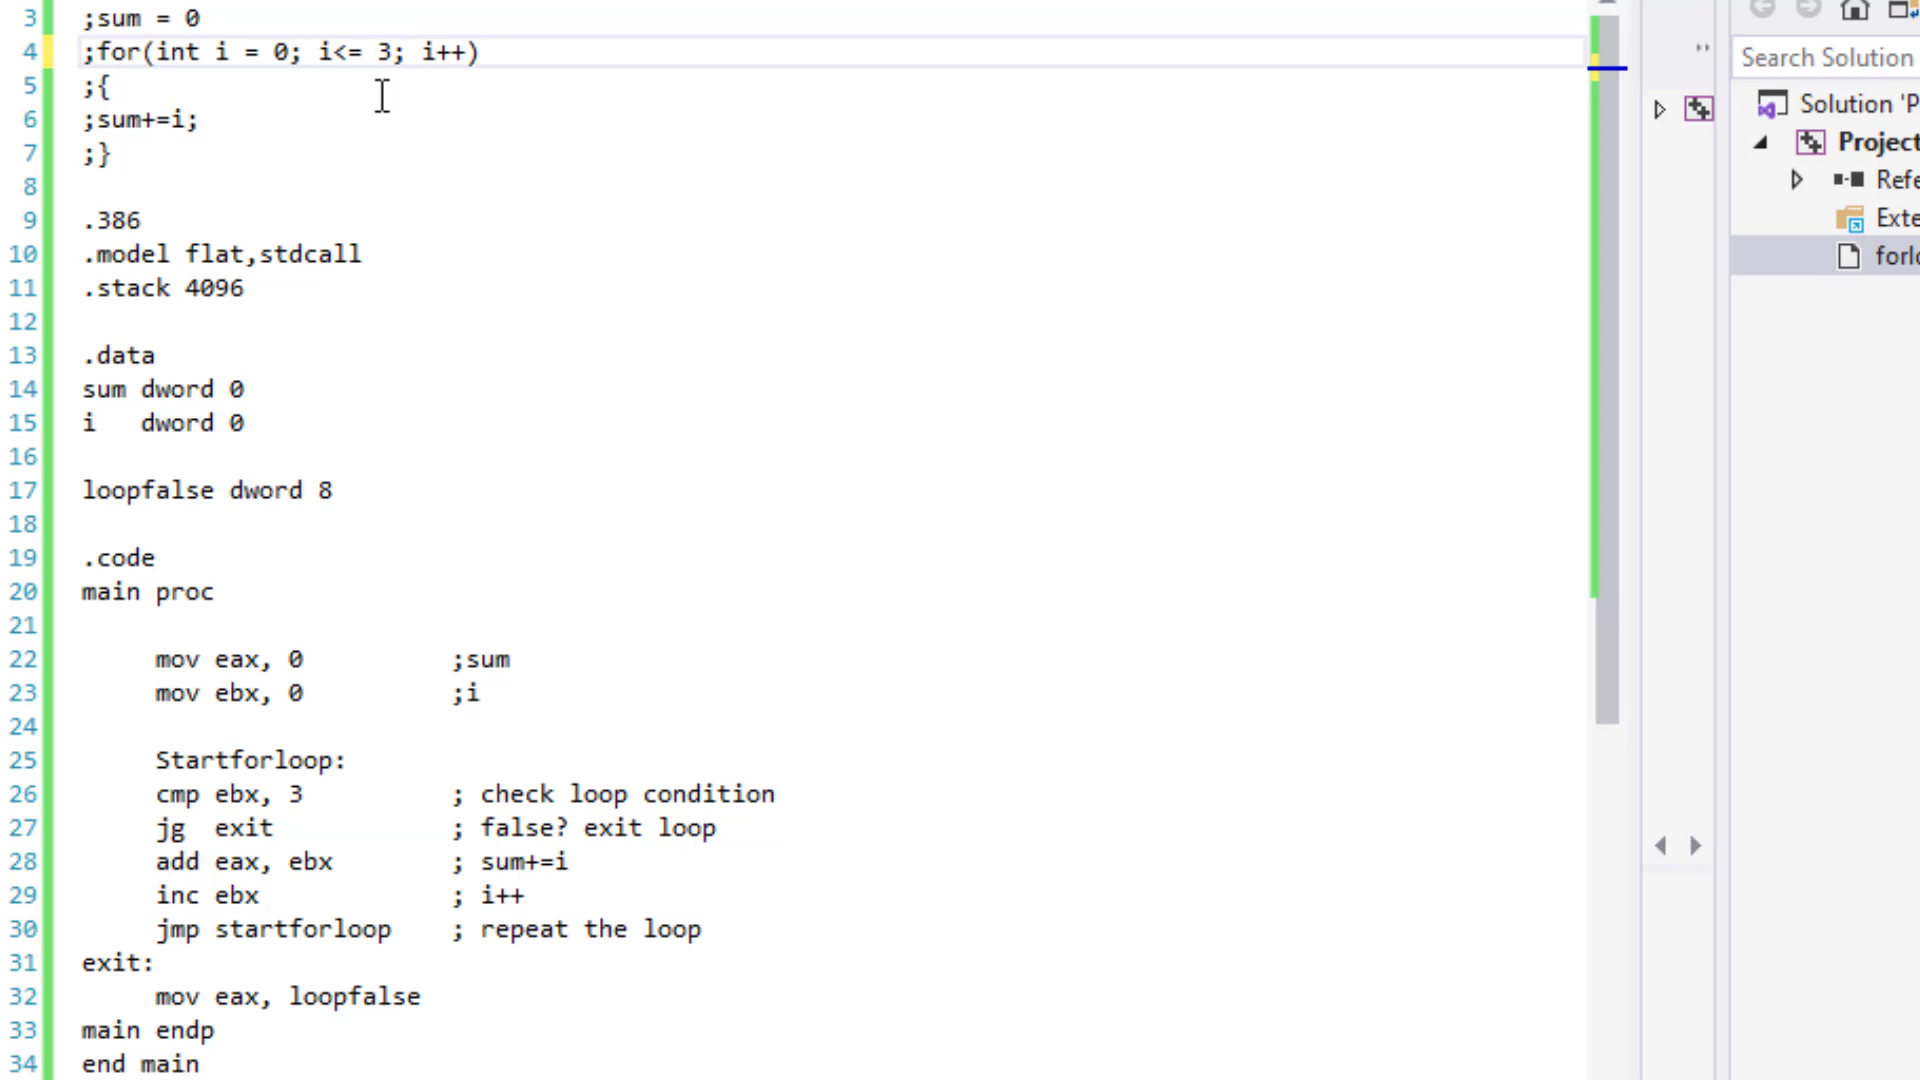 3 ;sum = 0
4 ;for(int i = 0; i<= 3; i++)
5 ;{
6 ;sum+=i;
7 ;}
8
9 .386
10 .model flat,stdcall
11 .stack 4096
12
13 .data
14 sum dword 0
15 i   dword 0
16
17 loopfalse dword 8
18
19 .code
20 main proc
21
22      mov eax, 0          ;sum
23      mov ebx, 0          ;i
24
25      Startforloop:
26      cmp ebx, 3          ; check loop condition
27      jg  exit            ; false? exit loop
28      add eax, ebx        ; sum+=i
29      inc ebx             ; i++
30      jmp startforloop    ; repeat the loop
31 exit:
32      mov eax, loopfalse
33 main endp
34 end main
Search Solution
Solution 'P
Project
Refe
Exte
forlo